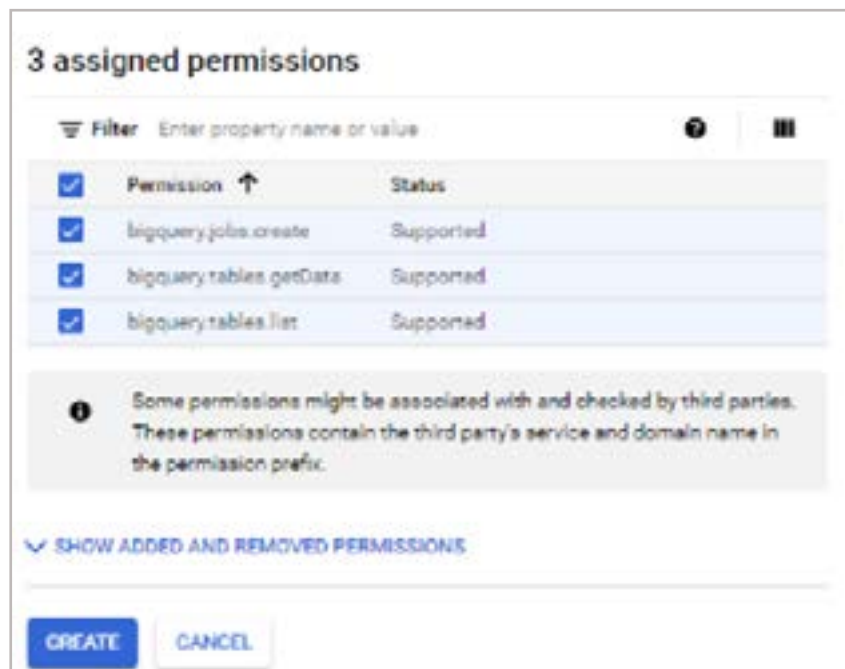 3 assigned permissions
Filter Enter property name or value
Permission Status
bigquery.jobs.create Supported
bigquery.tables.getData Supported
bigquery.tables.list Supported
Some permissions might be associated with and checked by third parties.
These permissions contain the third party's service and domain name in
the permission prefix.
SHOW ADDED AND REMOVED PERMISSIONS
CREATE CANCEL